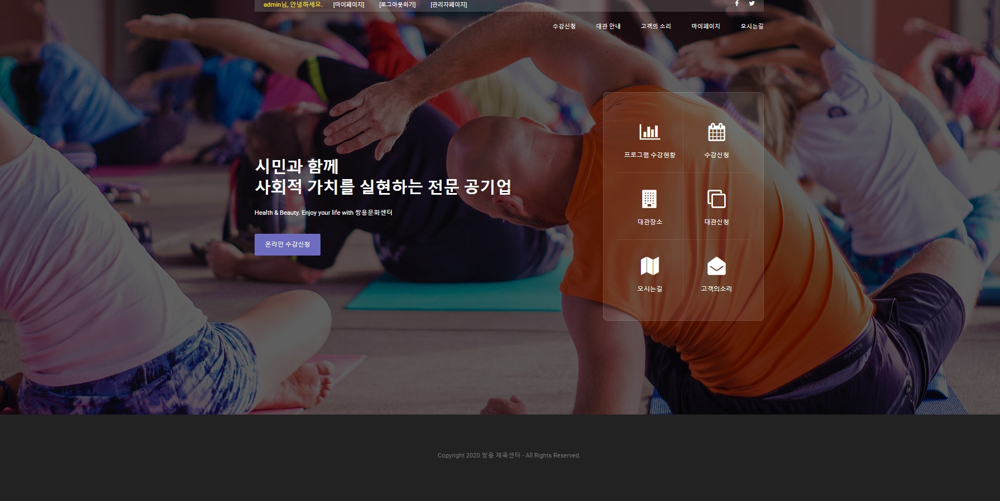 admin님, 안녕하세요. [마이페이지] [로그아웃하기] [관리자페이지]
수강신청 대관 안내 고객의 소리 마이페이지 오시는길
시민과 함께
사회적 가치를 실현하는 전문 공기업
Health & Beauty. Enjoy your life with 쌍용문화센터
온라인 수강신청
프로그램 수강현황 수강신청
대관장소 대관신청
오시는길 고객의소리
HANES
Copyright 2020 쌍용 체육센터 - All Rights Reserved.